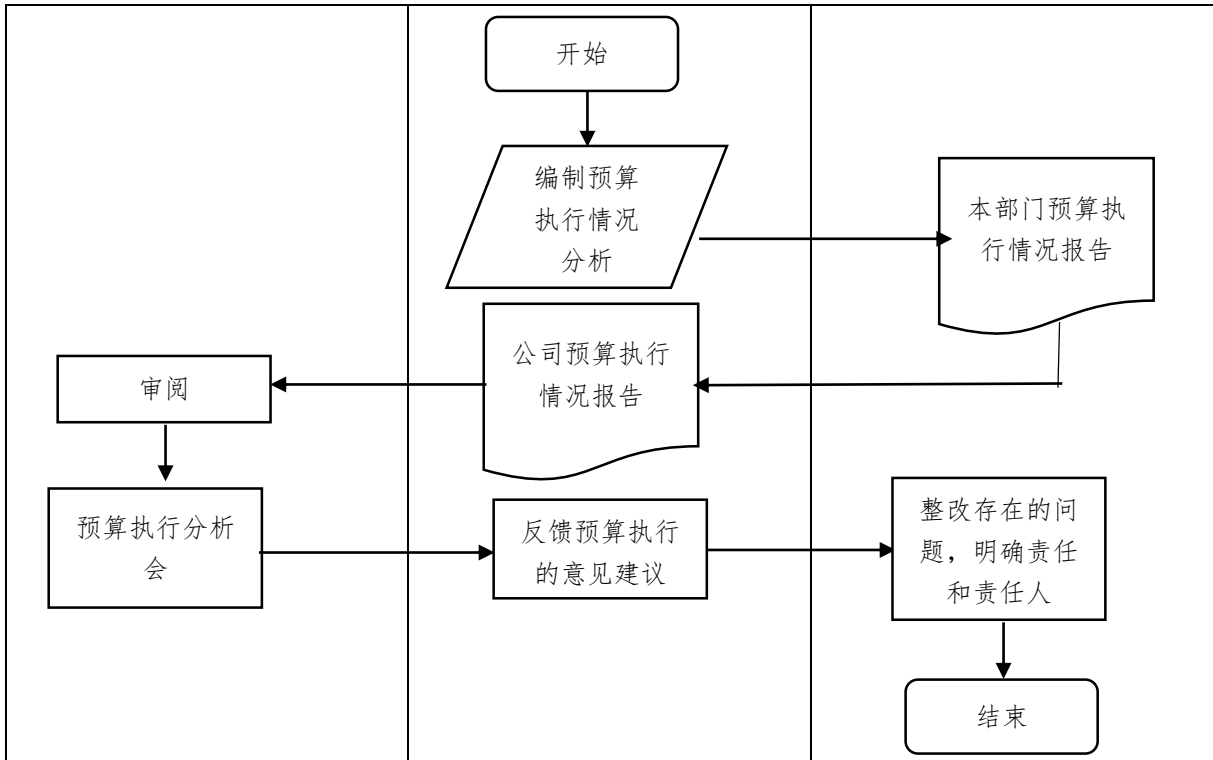 开始
编制预算
执行情况
分析
本部门预算执
行情况报告
公司预算执行
情况报告
审阅
预算执行分析
会
反馈预算执行
的意见建议
整改存在的问
题，明确责任
和责任人
结束